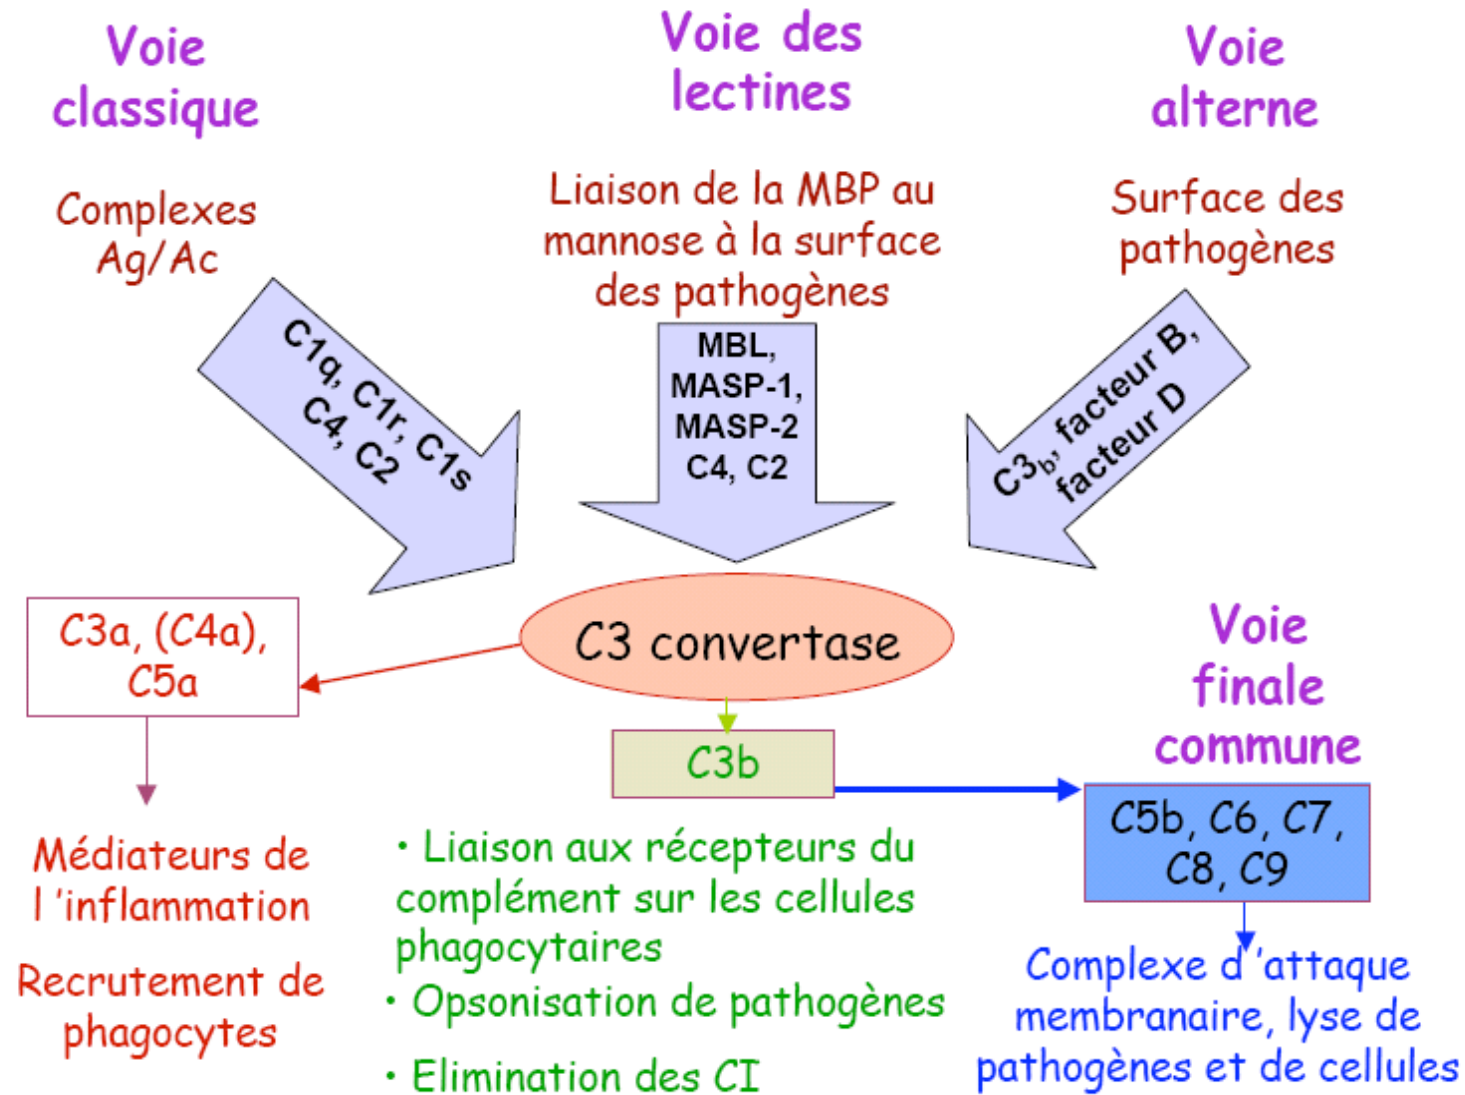 Voie
classique
Voie des
lectines
Voie
alterne
Complexes
Ag/Ac
Liaison de la MBP au
mannose à la surface
des pathogènes
Surface des
pathogènes
C1q, C1r, C1s
C4, C2
MBL,
MASP-1,
MASP-2
C4, C2
C3b, facteur B,
facteur D
C3 convertase
C3a, (C4a),
C5a
C3b
Voie
finale
commune
C5b, C6, C7,
C8, C9
Médiateurs de
l 'inflammation
Recrutement de
phagocytes
• Liaison aux récepteurs du
complément sur les cellules
phagocytaires
• Opsonisation de pathogènes
• Elimination des CI
Complexe d 'attaque
membranaire, lyse de
pathogènes et de cellules